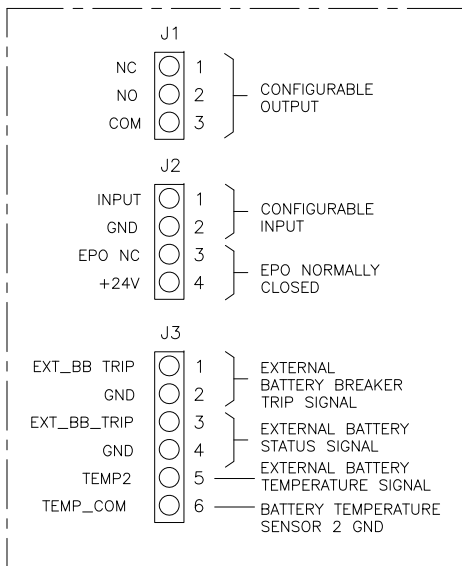 J1
NC 1
NO 2
COM 3
CONFIGURABLE
OUTPUT
J2
INPUT 1
GND 2
EPO NC 3
+24V 4
CONFIGURABLE
INPUT
EPO NORMALLY
CLOSED
J3
EXT_BB TRIP 1
GND 2
EXT_BB_TRIP 3
GND 4
TEMP2 5
TEMP_COM 6
EXTERNAL
BATTERY BREAKER
TRIP SIGNAL
EXTERNAL BATTERY
STATUS SIGNAL
EXTERNAL BATTERY
TEMPERATURE SIGNAL
BATTERY TEMPERATURE
SENSOR 2 GND